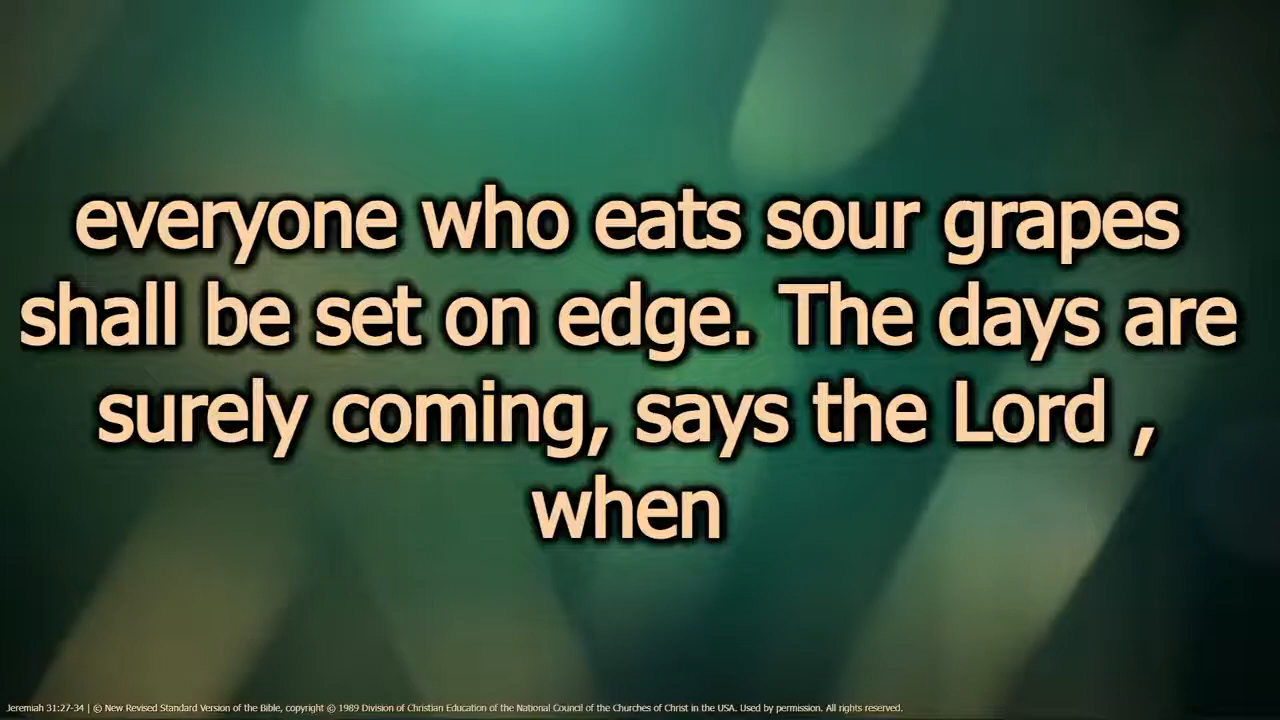 everyone who eats sour grapes
shall be set on edge. The days are
surely coming, says the Lord ,
when
Jeremiah 31:27-34 | © New Revised Standard Version of the Bible, copyright © 1989 Division of Christian Education of the National Council of the Churches of Christ in the USA. Used by permission. All rights reserved.